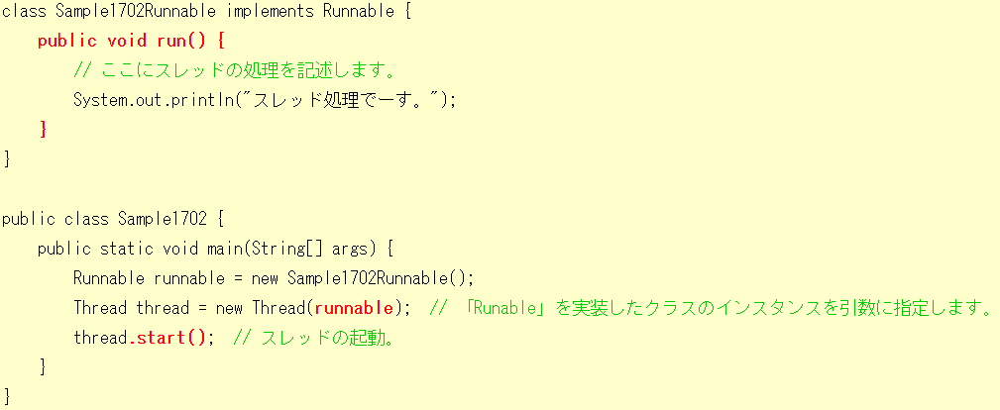 class Sample1702Runnable implements Runnable {
    public void run() {
        // ここにスレッドの処理を記述します。
        System.out.println("スレッド処理でーす。");
    }
}

public class Sample1702 {
    public static void main(String[] args) {
        Runnable runnable = new Sample1702Runnable();
        Thread thread = new Thread(runnable);  // 「Runable」を実装したクラスのインスタンスを引数に指定します。
        thread.start();  // スレッドの起動。
    }
}